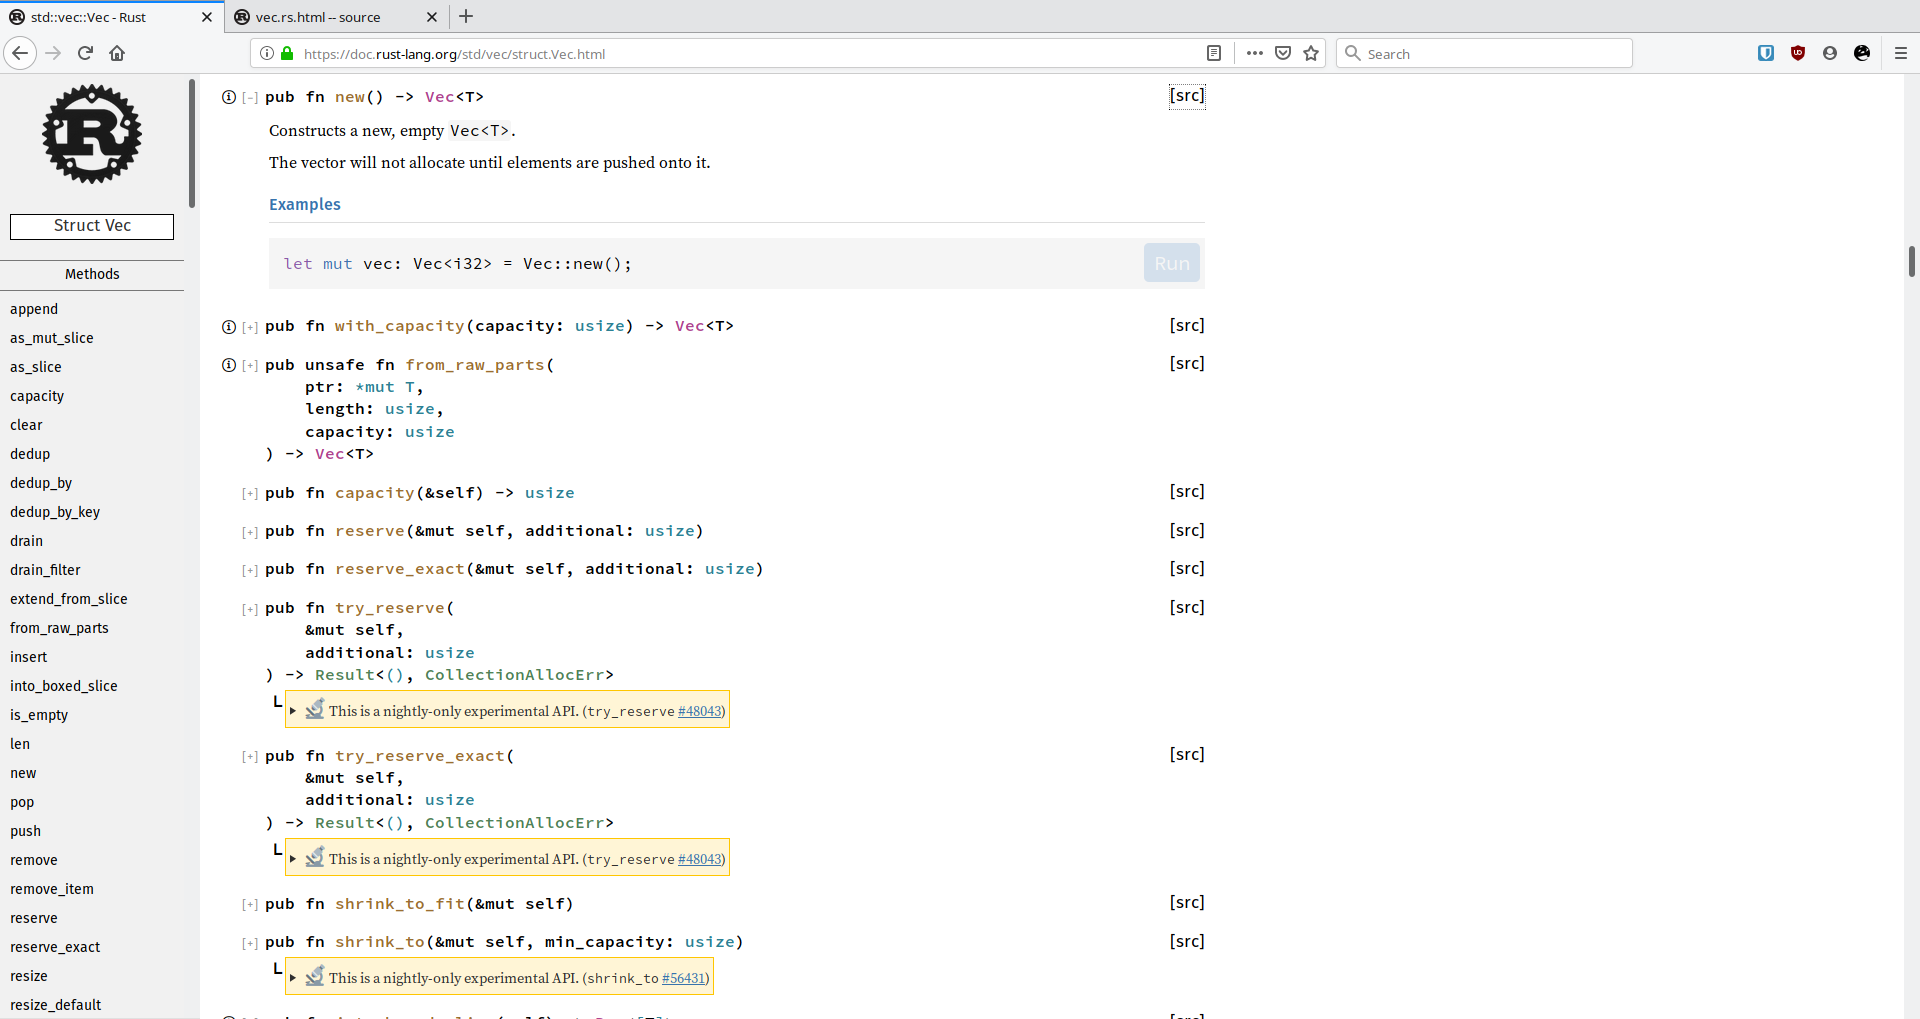 std::vec::Vec - Rust
vec.rs.html -- source
https://doc.rust-lang.org/std/vec/struct.Vec.html
Search
Struct Vec
Methods
append
as_mut_slice
as_slice
capacity
clear
dedup
dedup_by
dedup_by_key
drain
drain_filter
extend_from_slice
from_raw_parts
insert
into_boxed_slice
is_empty
len
new
pop
push
remove
remove_item
reserve
reserve_exact
resize
resize_default
[-] pub fn new() -> Vec<T> [src]
Constructs a new, empty Vec<T>.
The vector will not allocate until elements are pushed onto it.
Examples
let mut vec: Vec<i32> = Vec::new();
Run
[+] pub fn with_capacity(capacity: usize) -> Vec<T> [src]
[+] pub unsafe fn from_raw_parts( [src]
ptr: *mut T,
length: usize,
capacity: usize
) -> Vec<T>
[+] pub fn capacity(&self) -> usize [src]
[+] pub fn reserve(&mut self, additional: usize) [src]
[+] pub fn reserve_exact(&mut self, additional: usize) [src]
[+] pub fn try_reserve( [src]
&mut self,
additional: usize
) -> Result<(), CollectionAllocErr>
This is a nightly-only experimental API. (try_reserve #48043)
[+] pub fn try_reserve_exact( [src]
&mut self,
additional: usize
) -> Result<(), CollectionAllocErr>
This is a nightly-only experimental API. (try_reserve #48043)
[+] pub fn shrink_to_fit(&mut self) [src]
[+] pub fn shrink_to(&mut self, min_capacity: usize) [src]
This is a nightly-only experimental API. (shrink_to #56431)